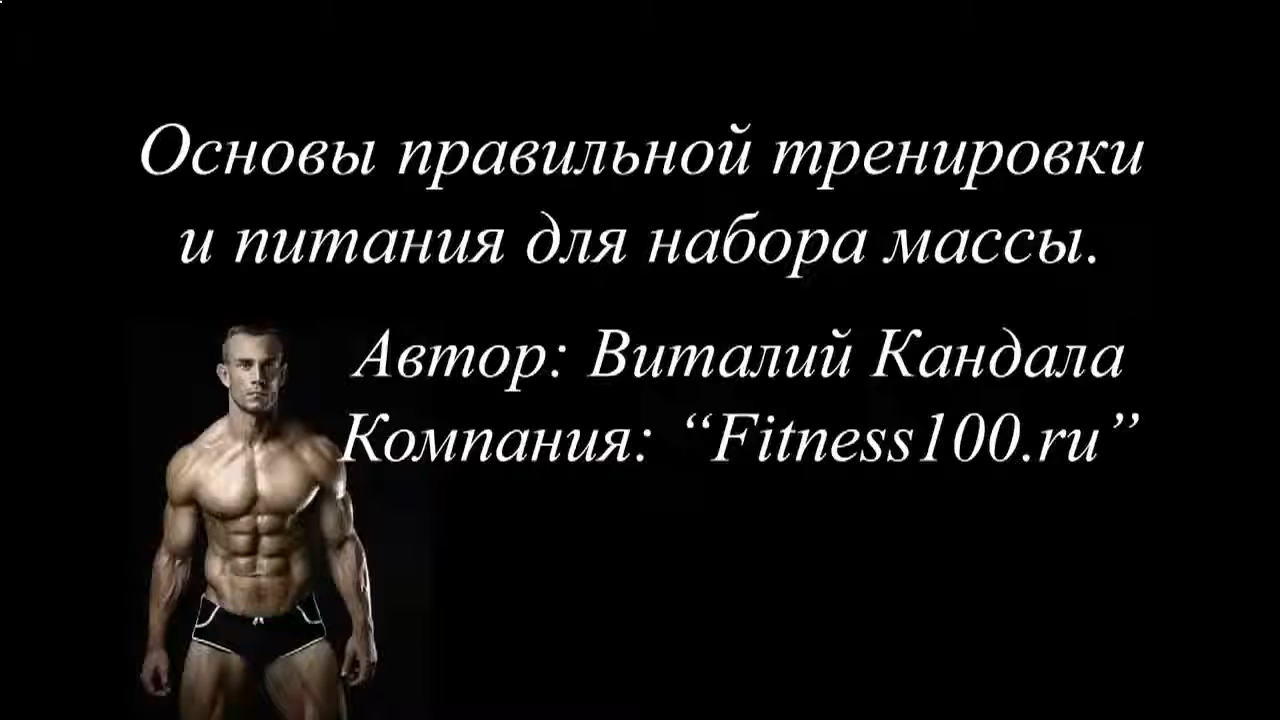 Основы правильной тренировки
и питания для набора массы.
Автор: Виталий Кандала
Компания: “Fitness100.ru”